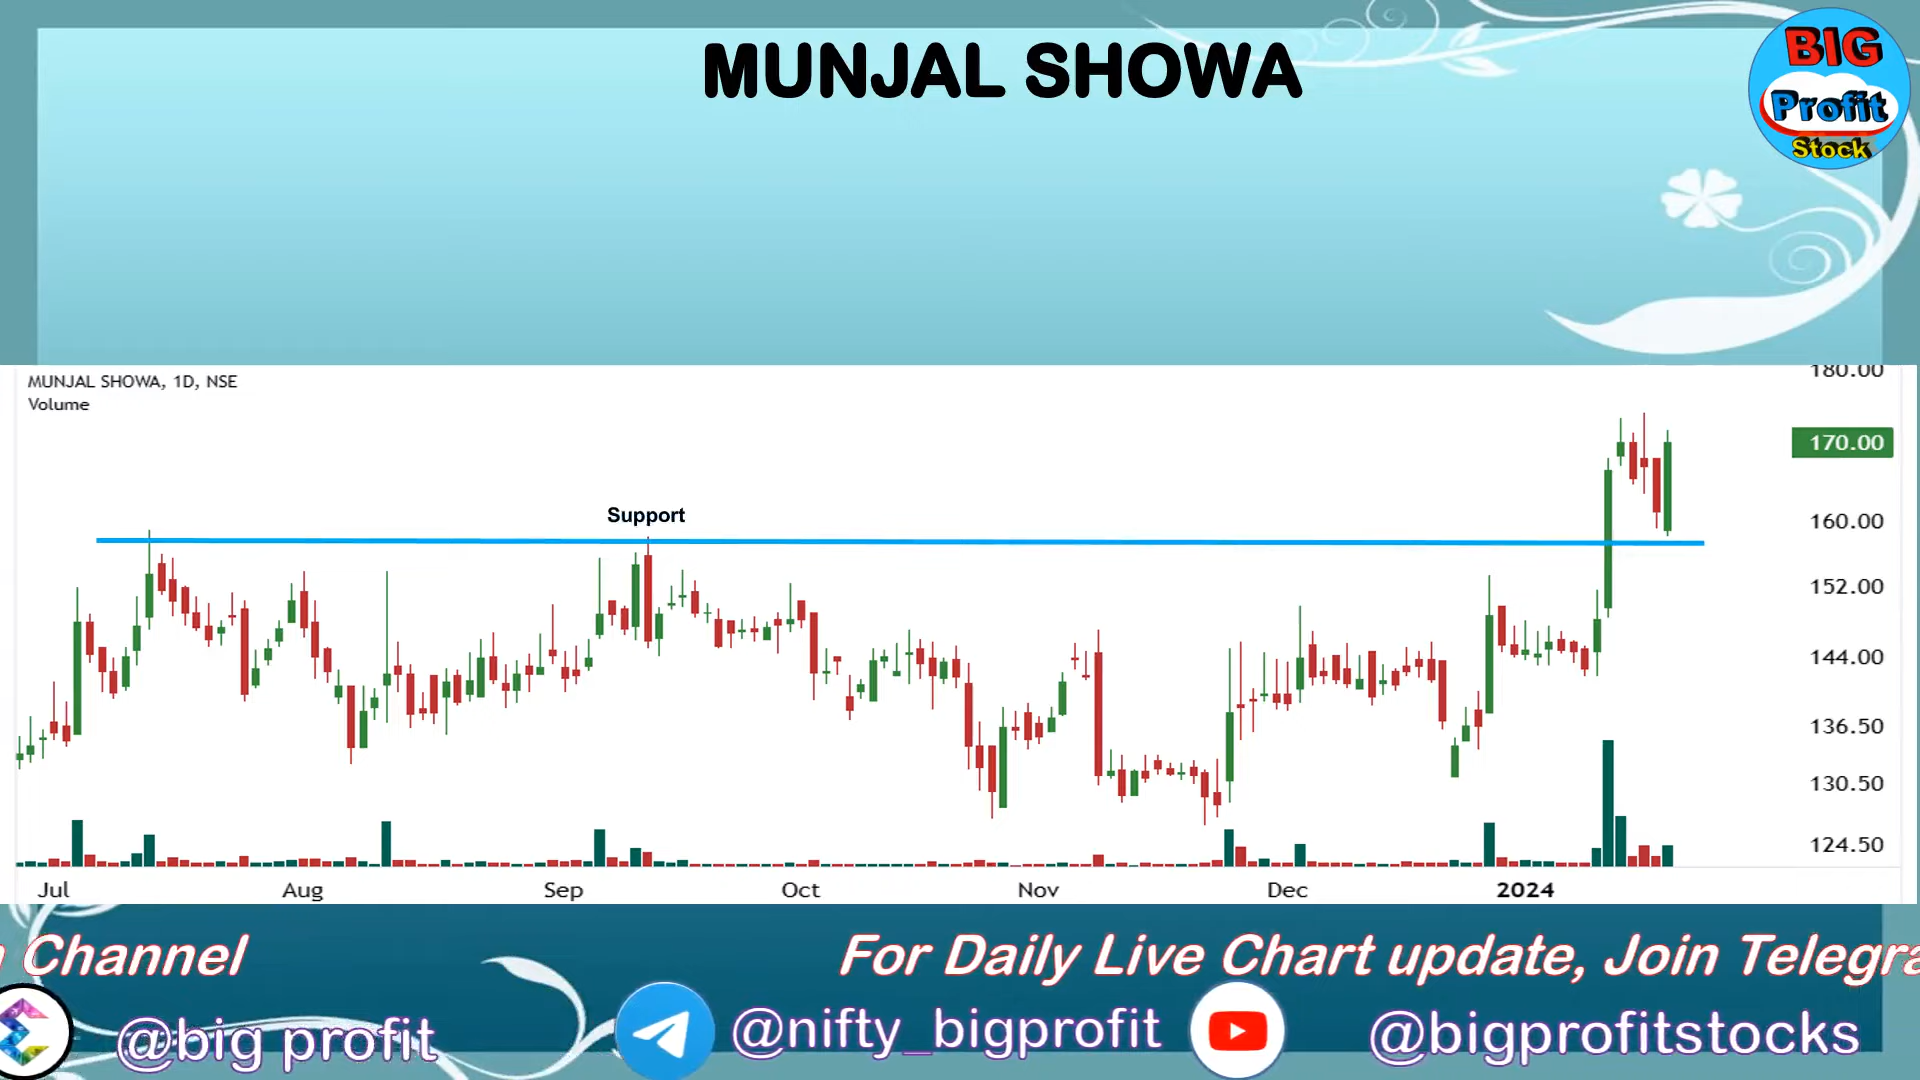 MUNJAL SHOWA
BIG
Profit
Stock
MUNJAL SHOWA, 1D, NSE
Volume
180.00
170.00
160.00
152.00
144.00
136.50
130.50
124.50
Support
Jul Aug Sep Oct Nov Dec 2024
Channel For Daily Live Chart update, Join Telegra
@big profit @nifty_bigprofit @bigprofitstocks